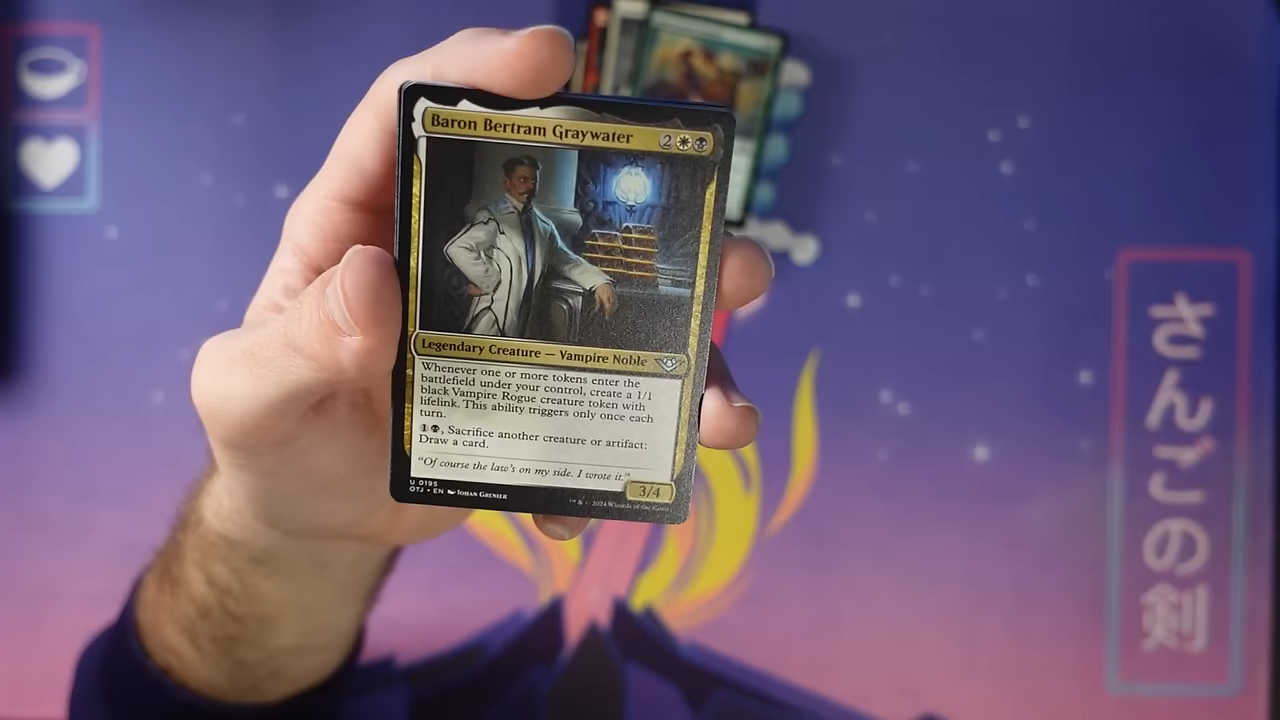 Baron Bertram Graywater
2
Legendary Creature — Vampire Noble
Whenever one or more tokens enter the
battlefield under your control, create a 1/1
black Vampire Rogue creature token with
lifelink. This ability triggers only once each
turn.
1, Sacrifice another creature or artifact:
Draw a card.
"Of course the law's on my side. I wrote it."
3/4
U 0195
OTJ • EN Johan Grenier
™ & © 2024 Wizards of the Coast
さんごの剣